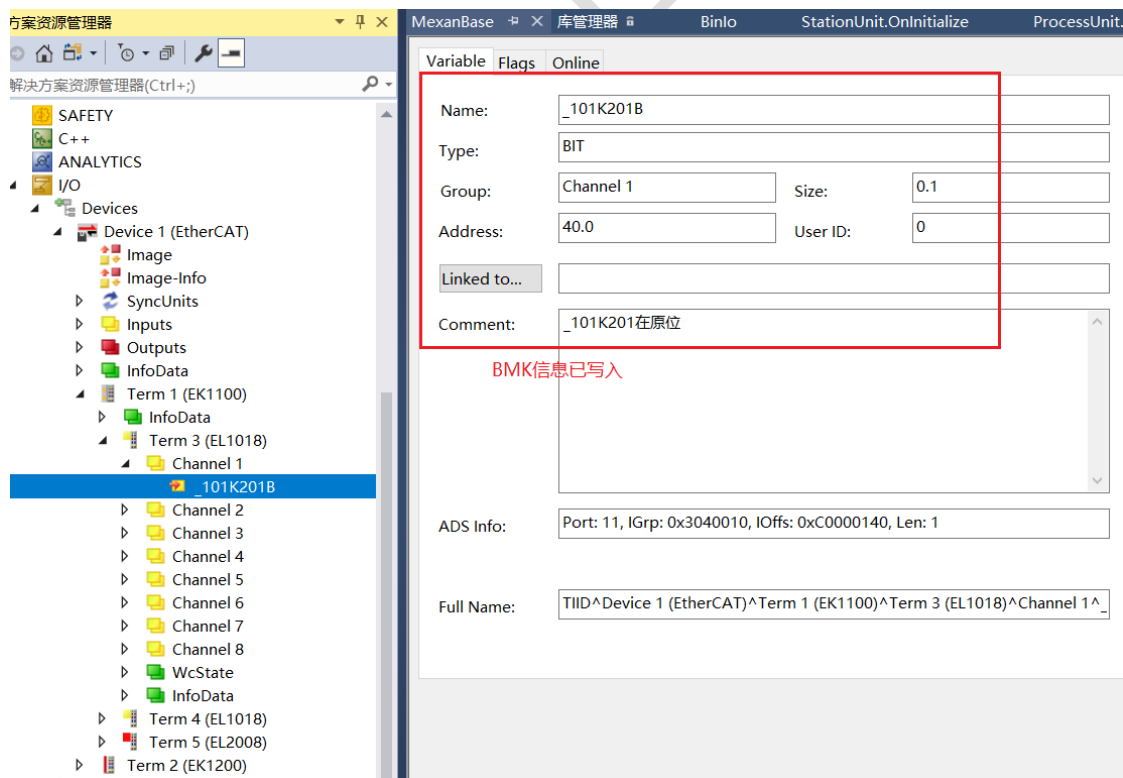 方案资源管理器
解决方案资源管理器(Ctrl+;)
SAFETY
C++
ANALYTICS
I/O
Devices
Device 1 (EtherCAT)
Image
Image-Info
SyncUnits
Inputs
Outputs
InfoData
Term 1 (EK1100)
InfoData
Term 3 (EL1018)
Channel 1
_101K201B
Channel 2
Channel 3
Channel 4
Channel 5
Channel 6
Channel 7
Channel 8
WcState
InfoData
Term 4 (EL1018)
Term 5 (EL2008)
Term 2 (EK1200)
MexanBase 库管理器 BinIo StationUnit.OnInitialize ProcessUnit.
Variable Flags Online
Name: _101K201B
Type: BIT
Group: Channel 1 Size: 0.1
Address: 40.0 User ID: 0
Linked to...
Comment: _101K201在原位
BMK信息已写入
ADS Info: Port: 11, IGrp: 0x3040010, IOffs: 0xC0000140, Len: 1
Full Name: TIID^Device 1 (EtherCAT)^Term 1 (EK1100)^Term 3 (EL1018)^Channel 1^_